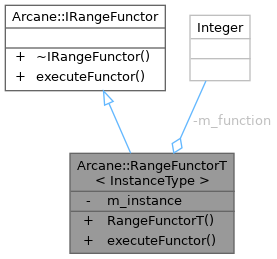 Arcane::IRangeFunctor
+ ~IRangeFunctor()
+ executeFunctor()
Integer
-m_function
Arcane::RangeFunctorT
< InstanceType >
- m_instance
+ RangeFunctorT()
+ executeFunctor()